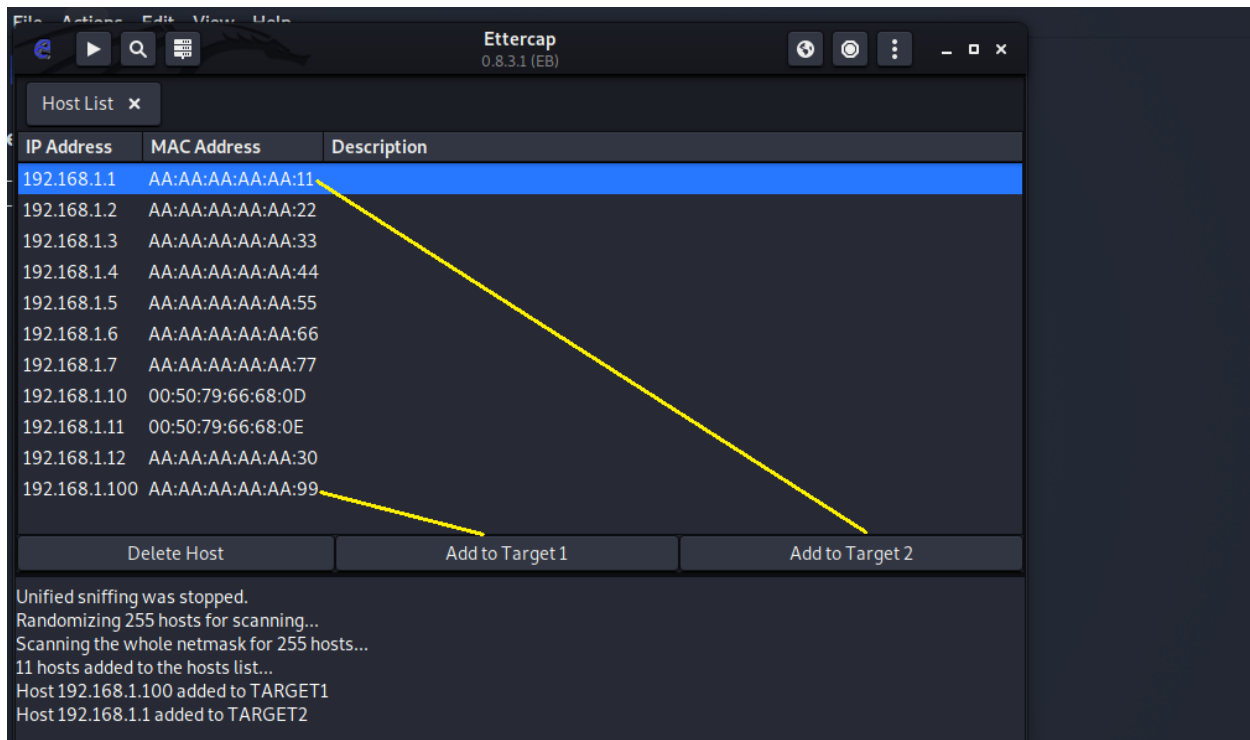 File Actions Edit View Help
Ettercap
0.8.3.1 (EB)
Host List ×
IP Address MAC Address Description
192.168.1.1 AA:AA:AA:AA:AA:11
192.168.1.2 AA:AA:AA:AA:AA:22
192.168.1.3 AA:AA:AA:AA:AA:33
192.168.1.4 AA:AA:AA:AA:AA:44
192.168.1.5 AA:AA:AA:AA:AA:55
192.168.1.6 AA:AA:AA:AA:AA:66
192.168.1.7 AA:AA:AA:AA:AA:77
192.168.1.10 00:50:79:66:68:0D
192.168.1.11 00:50:79:66:68:0E
192.168.1.12 AA:AA:AA:AA:AA:30
192.168.1.100 AA:AA:AA:AA:AA:99
Delete Host Add to Target 1 Add to Target 2
Unified sniffing was stopped.
Randomizing 255 hosts for scanning...
Scanning the whole netmask for 255 hosts...
11 hosts added to the hosts list...
Host 192.168.1.100 added to TARGET1
Host 192.168.1.1 added to TARGET2